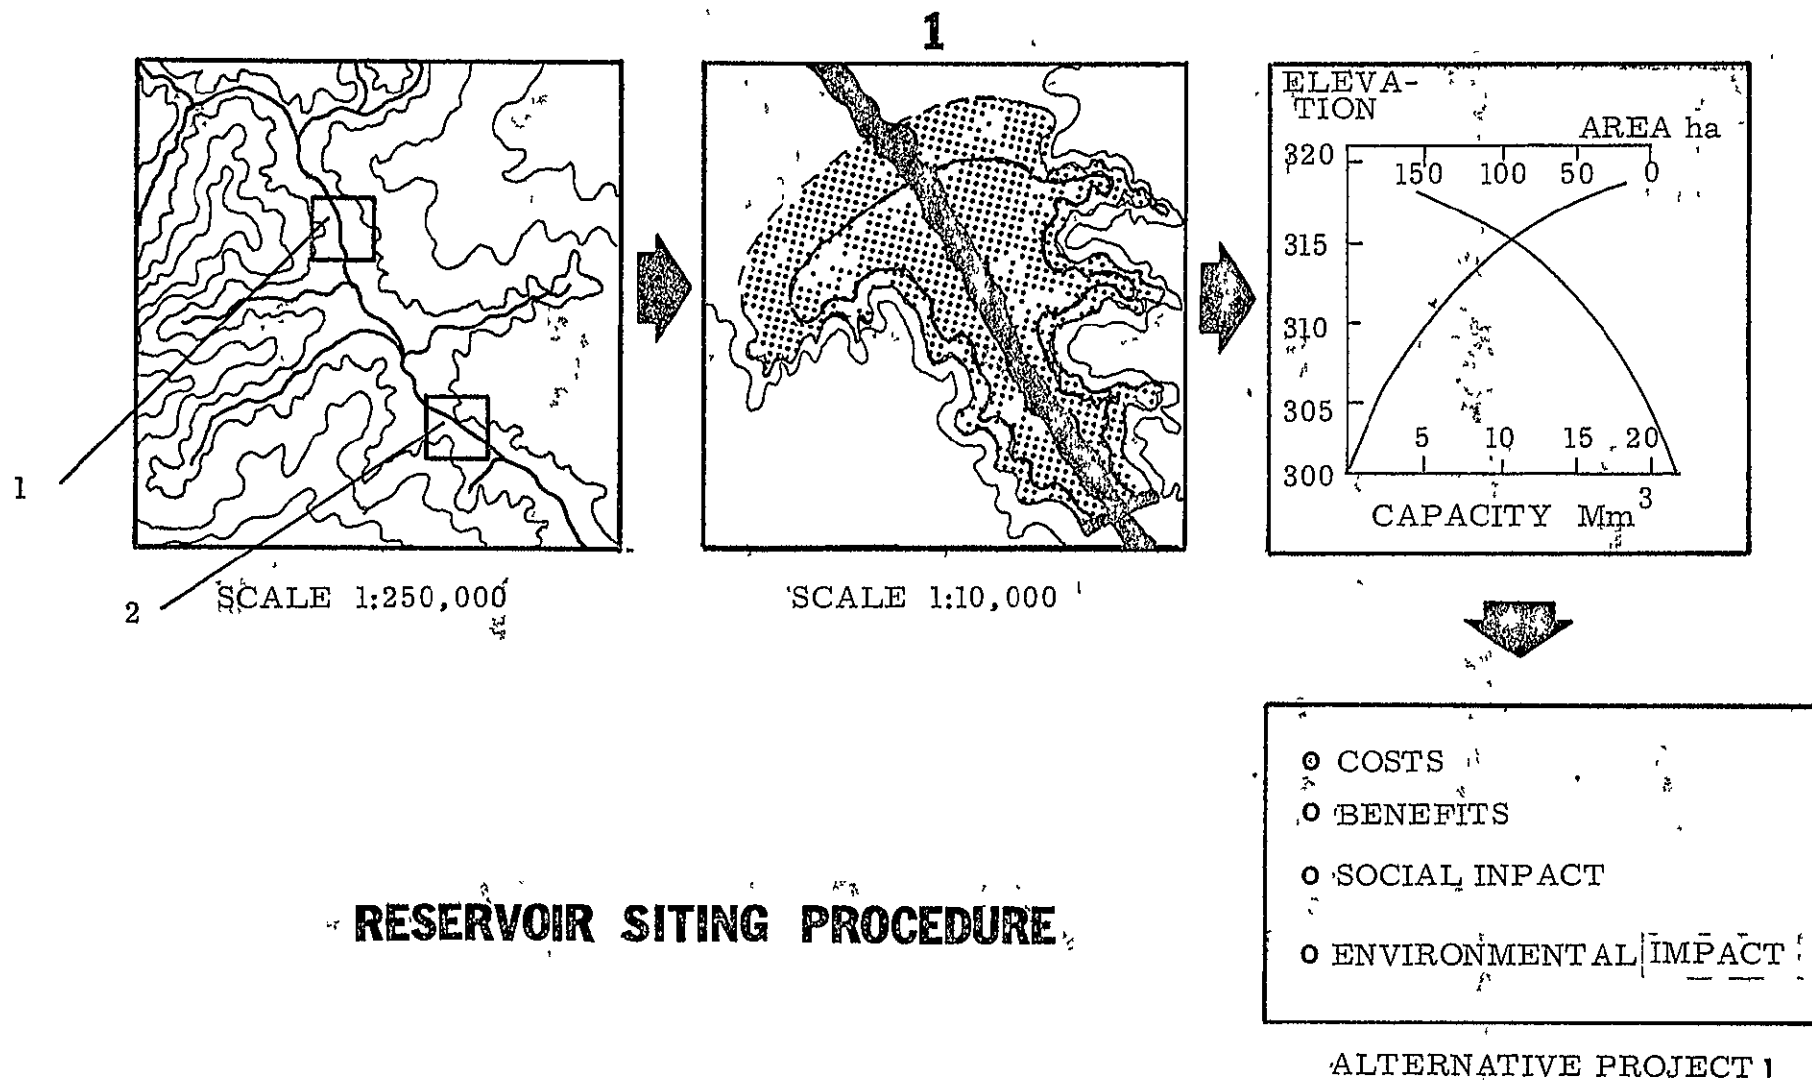 1
ELEVA-
TION
AREA ha
320
150 100 50 0
315
310
305
5 10 15 20
300
CAPACITY Mm³
1
2
SCALE 1:250,000
SCALE 1:10,000
COSTS
BENEFITS
SOCIAL INPACT
ENVIRONMENTAL IMPACT
RESERVOIR SITING PROCEDURE
ALTERNATIVE PROJECT 1